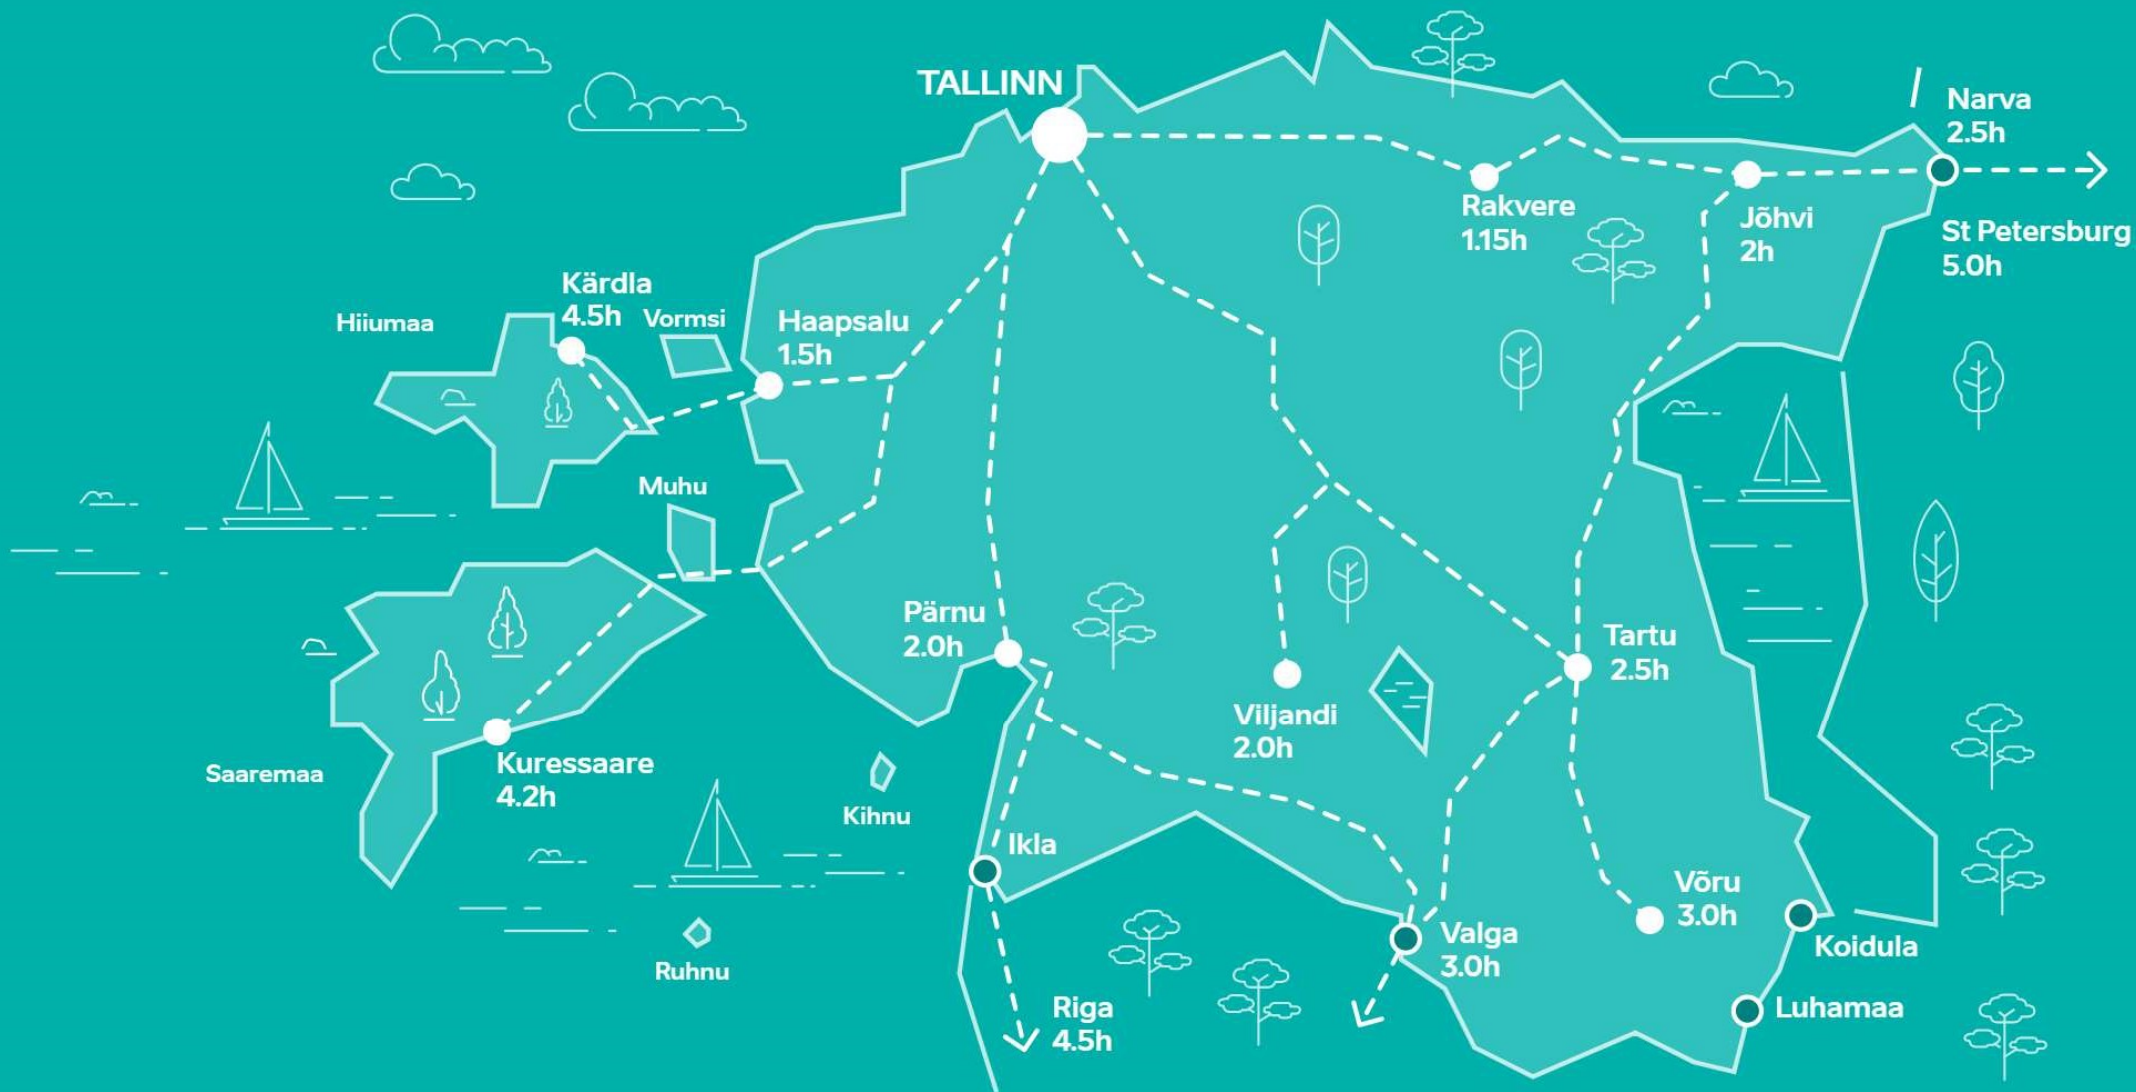 TALLINN
Narva
2.5h
Rakvere
1.15h
Jõhvi
2h
St Petersburg
5.0h
Kärdla
4.5h
Hiiumaa
Vormsi
Haapsalu
1.5h
Muhu
Pärnu
2.0h
Tartu
2.5h
Viljandi
2.0h
Saaremaa
Kuressaare
4.2h
Kihnu
Ikla
Võru
3.0h
Valga
3.0h
Koidula
Ruhnu
Riga
4.5h
Luhamaa